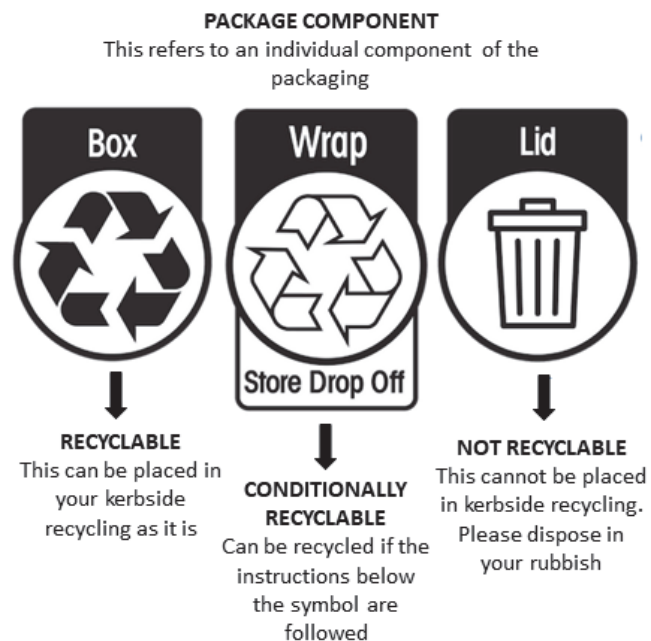 PACKAGE COMPONENT
This refers to an individual component of the
packaging
Box
Wrap
Lid
Store Drop Off
RECYCLABLE
This can be placed in
your kerbside
recycling as it is
CONDITIONALLY
RECYCLABLE
Can be recycled if the
instructions below
the symbol are
followed
NOT RECYCLABLE
This cannot be placed
in kerbside recycling.
Please dispose in
your rubbish